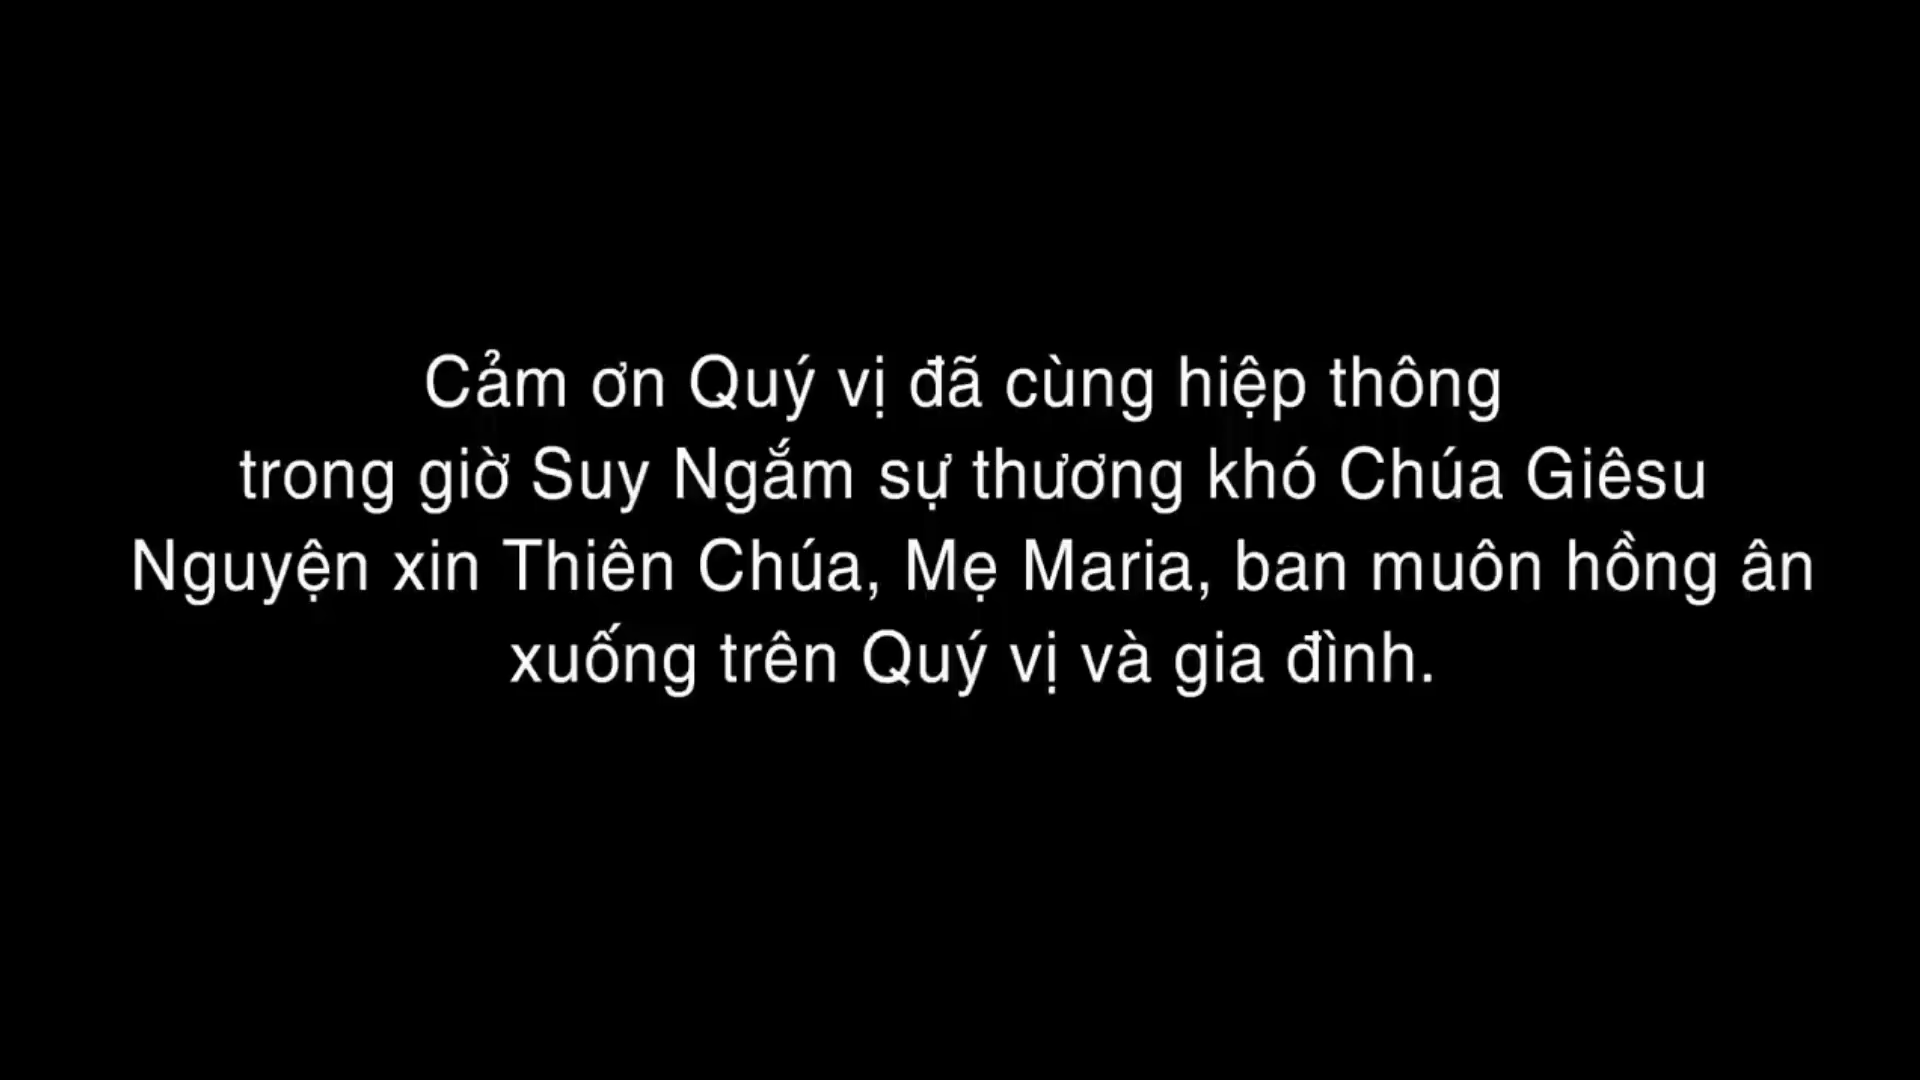 Cảm ơn Quý vị đã cùng hiệp thông
trong giờ Suy Ngắm sự thương khó Chúa Giêsu
Nguyện xin Thiên Chúa, Mẹ Maria, ban muôn hồng ân
xuống trên Quý vị và gia đình.